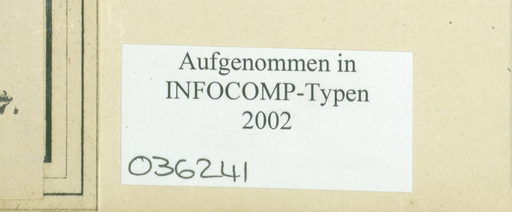 Aufgenommen in
INFOCOMP-Typen
2002
036241